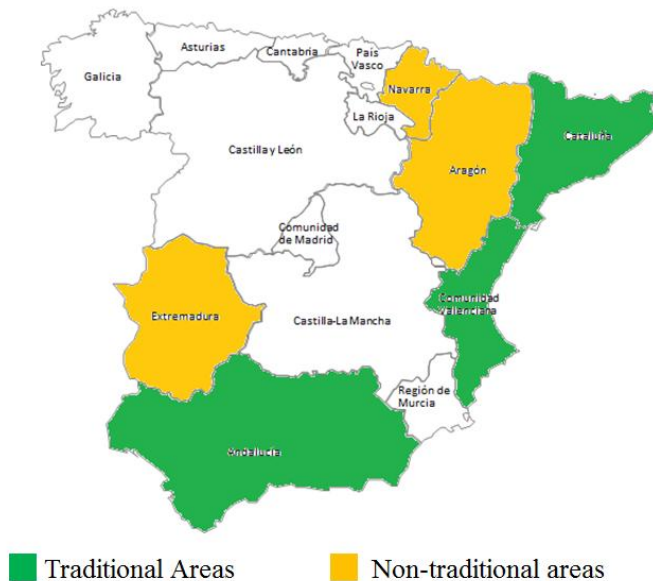 Asturias
Cantabria
País
Vasco
Galicia
Navarra
La Rioja
Cataluña
Castilla y León
Aragón
Comunidad
de Madrid
Extremadura
Castilla-La Mancha
Comunidad
Valenciana
Región de
Murcia
Andalucía
Traditional Areas
Non-traditional areas